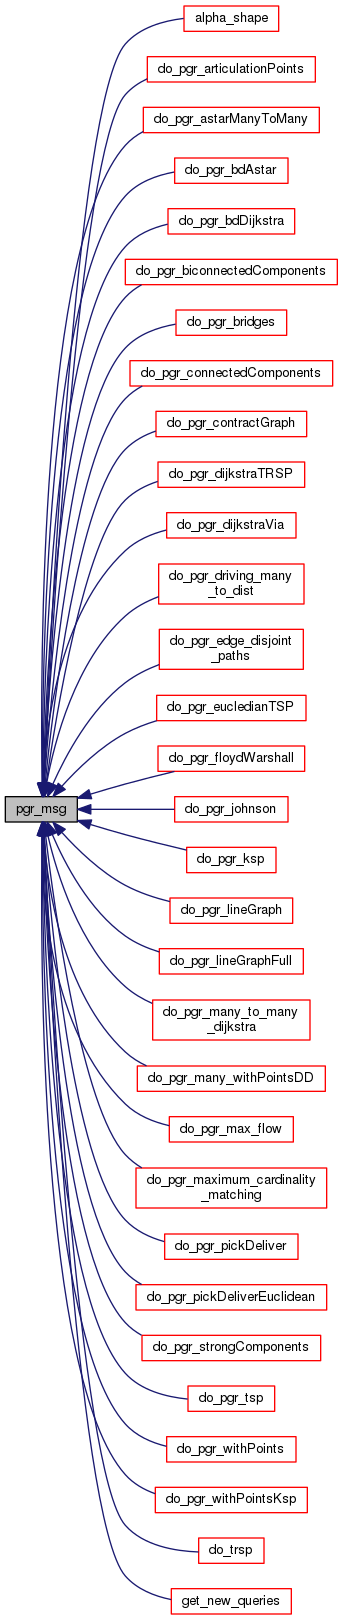 alpha_shape
do_pgr_articulationPoints
do_pgr_astarManyToMany
do_pgr_bdAstar
do_pgr_bdDijkstra
do_pgr_biconnectedComponents
do_pgr_bridges
do_pgr_connectedComponents
do_pgr_contractGraph
do_pgr_dijkstraTRSP
do_pgr_dijkstraVia
do_pgr_driving_many
_to_dist
do_pgr_edge_disjoint
_paths
do_pgr_eucledianTSP
do_pgr_floydWarshall
pgr_msg
do_pgr_johnson
do_pgr_ksp
do_pgr_lineGraph
do_pgr_lineGraphFull
do_pgr_many_to_many
_dijkstra
do_pgr_many_withPointsDD
do_pgr_max_flow
do_pgr_maximum_cardinality
_matching
do_pgr_pickDeliver
do_pgr_pickDeliverEuclidean
do_pgr_strongComponents
do_pgr_tsp
do_pgr_withPoints
do_pgr_withPointsKsp
do_trsp
get_new_queries